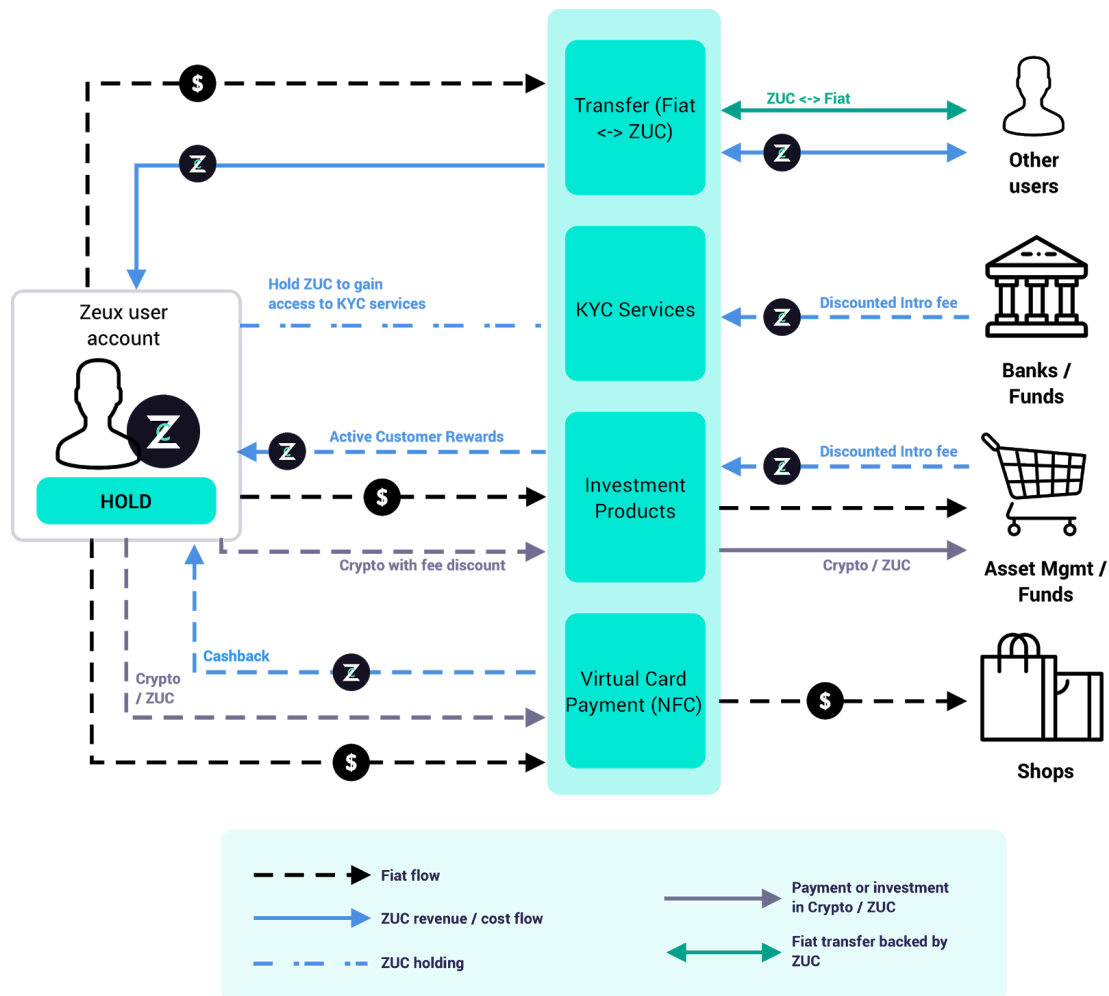 $
Transfer (Fiat
<-> ZUC)
ZUC <-> Fiat
Other
users
Hold ZUC to gain
access to KYC services
KYC Services
Discounted Intro fee
Banks /
Funds
Zeux user
account
HOLD
Active Customer Rewards
$
Crypto with fee discount
Investment
Products
Discounted Intro fee
Crypto / ZUC
Asset Mgmt /
Funds
Cashback
Crypto
/ ZUC
$
Virtual Card
Payment (NFC)
$
Shops
Fiat flow
ZUC revenue / cost flow
ZUC holding
Payment or investment
in Crypto / ZUC
Fiat transfer backed by
ZUC